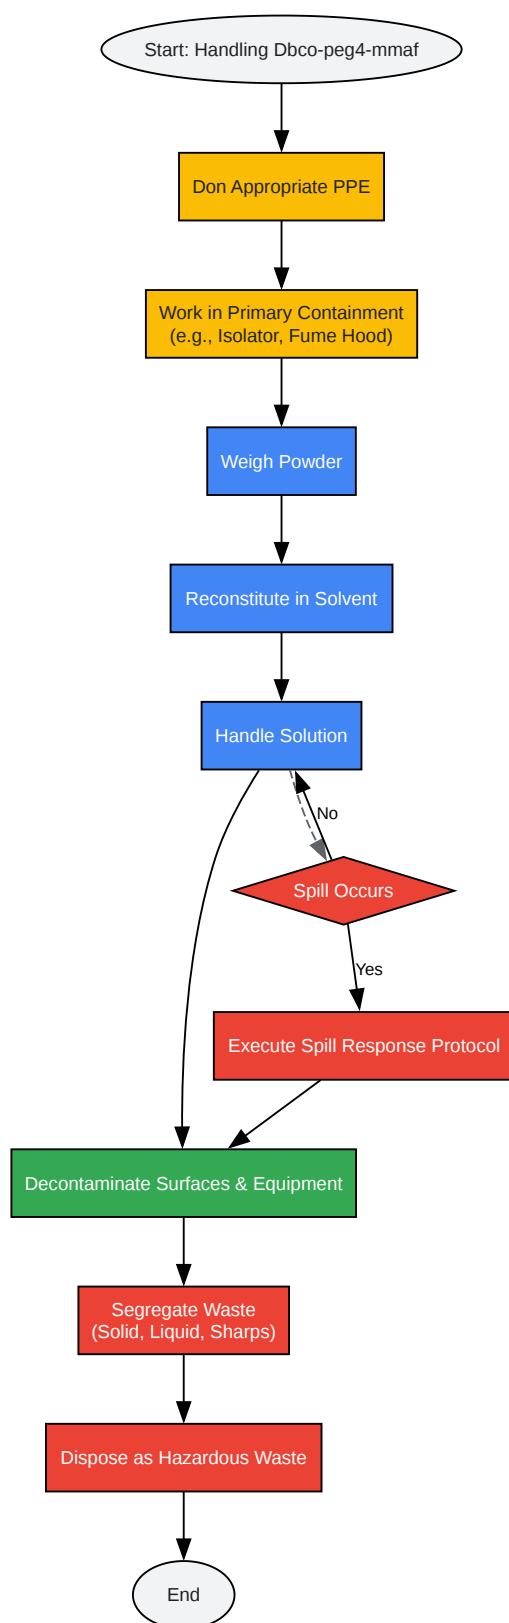 Start: Handling Dbco-peg4-mmaf
Don Appropriate PPE
Work in Primary Containment
(e.g., Isolator, Fume Hood)
Weigh Powder
Reconstitute in Solvent
Handle Solution
No
Spill Occurs
Yes
Execute Spill Response Protocol
Decontaminate Surfaces & Equipment
Segregate Waste
(Solid, Liquid, Sharps)
Dispose as Hazardous Waste
End